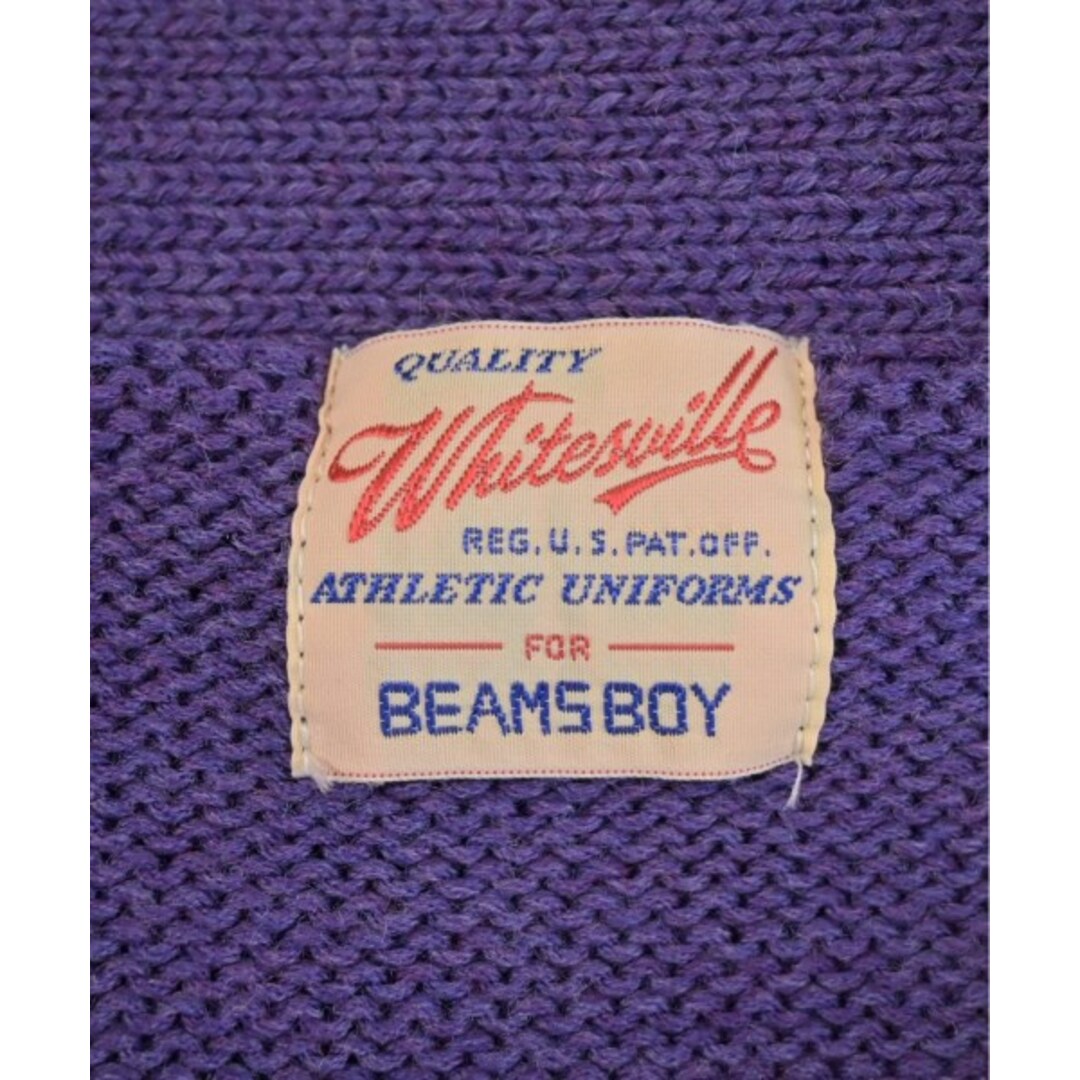 QUALITY
Whitesville
REG. U. S. PAT. OFF.
ATHLETIC UNIFORMS
FOR
BEAMS BOY